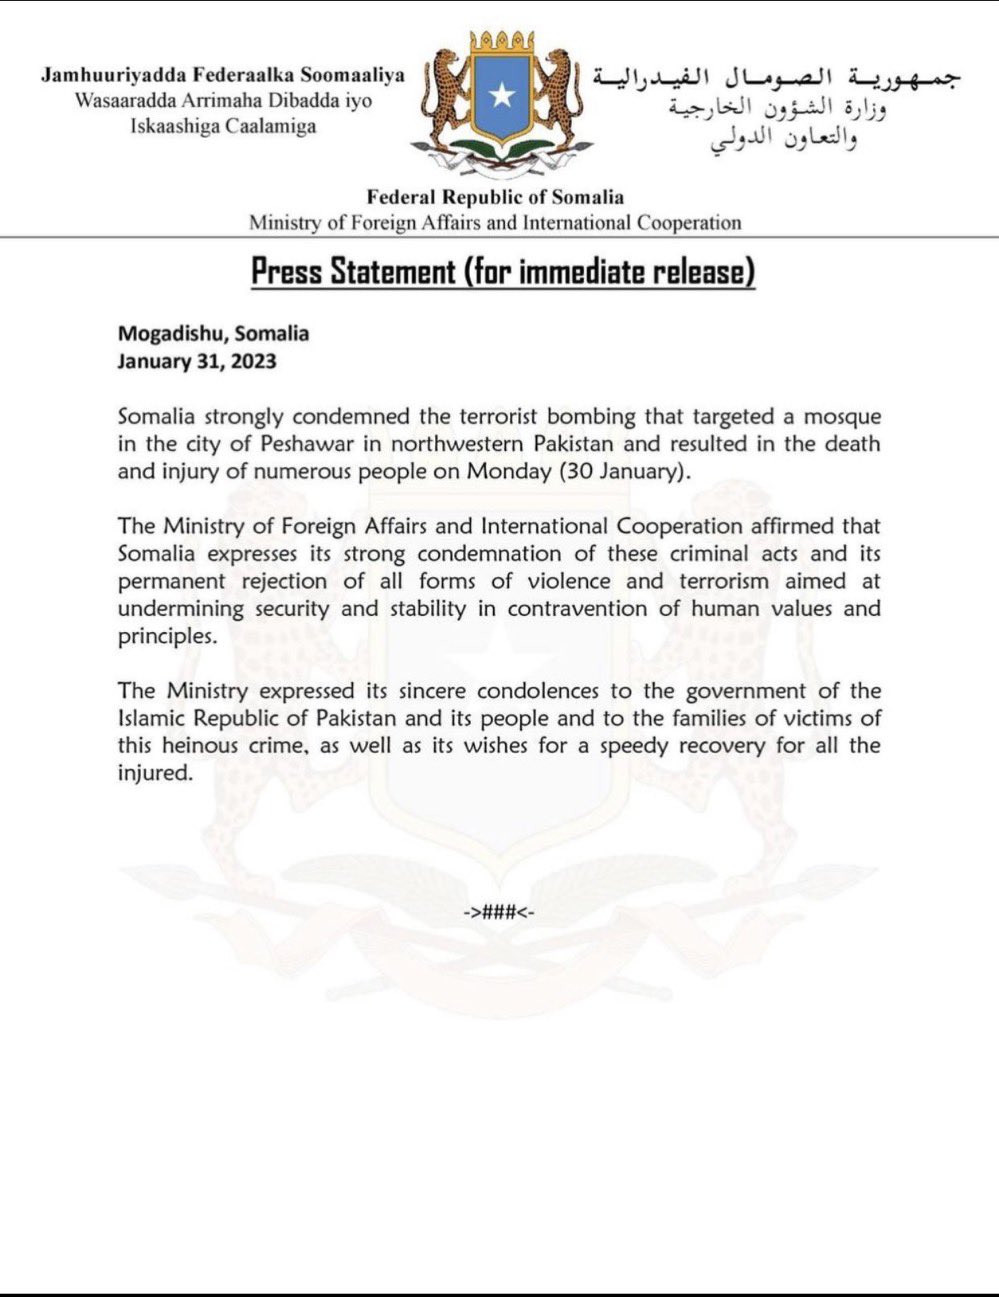 Jamhuuriyadda Federaalka Soomaaliya
Wasaaradda Arrimaha Dibadda iyo
Iskaashiga Caalamiga
جمـهـوريـة الصـومـال الفيـدراليـة
وزارة الشؤون الخارجية
والتعاون الدولي
Federal Republic of Somalia
Ministry of Foreign Affairs and International Cooperation
Press Statement (for immediate release)
Mogadishu, Somalia
January 31, 2023
Somalia strongly condemned the terrorist bombing that targeted a mosque
in the city of Peshawar in northwestern Pakistan and resulted in the death
and injury of numerous people on Monday (30 January).
The Ministry of Foreign Affairs and International Cooperation affirmed that
Somalia expresses its strong condemnation of these criminal acts and its
permanent rejection of all forms of violence and terrorism aimed at
undermining security and stability in contravention of human values and
principles.
The Ministry expressed its sincere condolences to the government of the
Islamic Republic of Pakistan and its people and to the families of victims of
this heinous crime, as well as its wishes for a speedy recovery for all the
injured.
->###<-